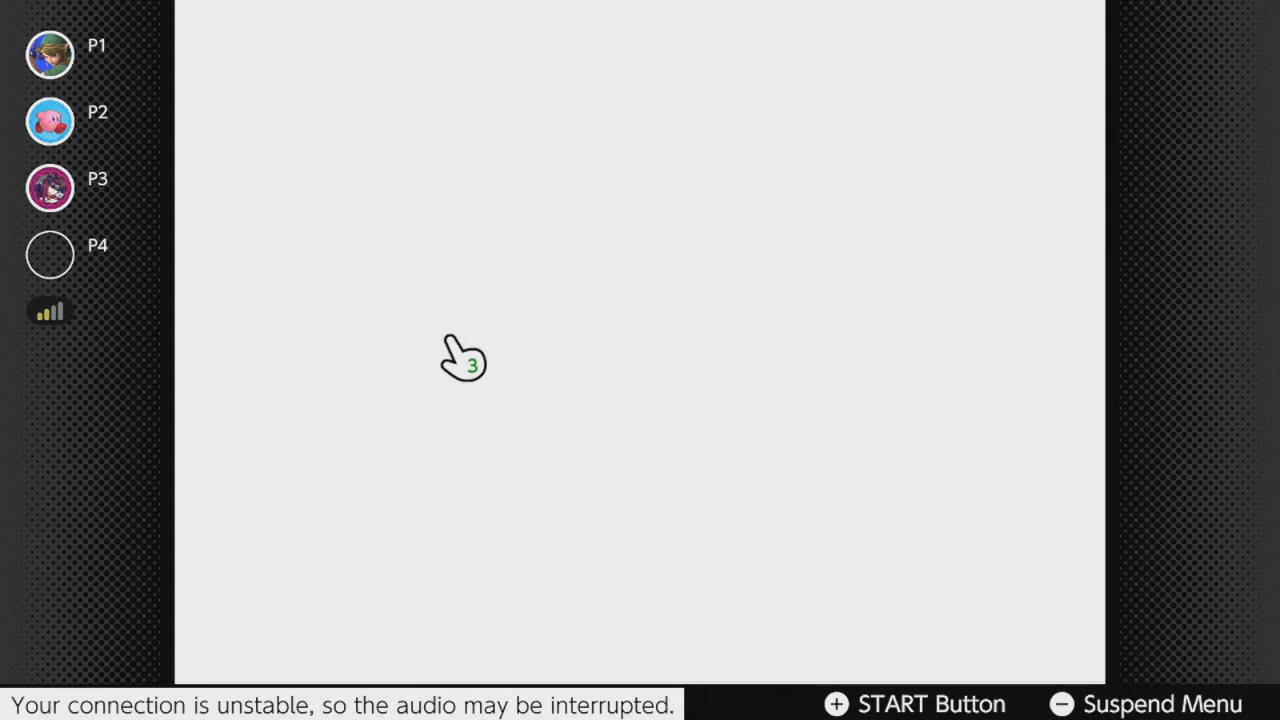 P1
P2
P3
P4
3
Your connection is unstable, so the audio may be interrupted.
+ START Button
− Suspend Menu